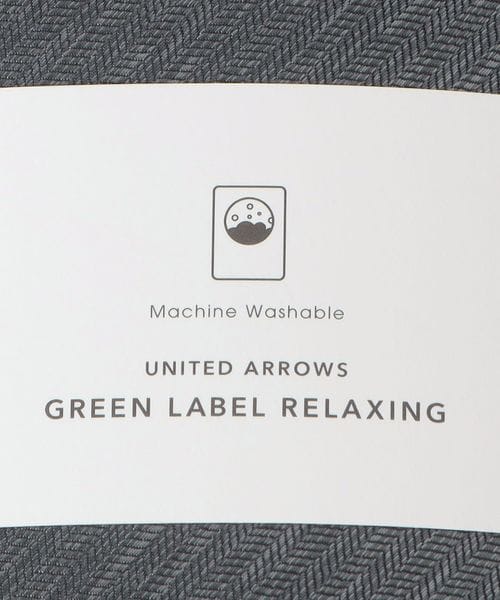 Machine Washable
UNITED ARROWS
GREEN LABEL RELAXING